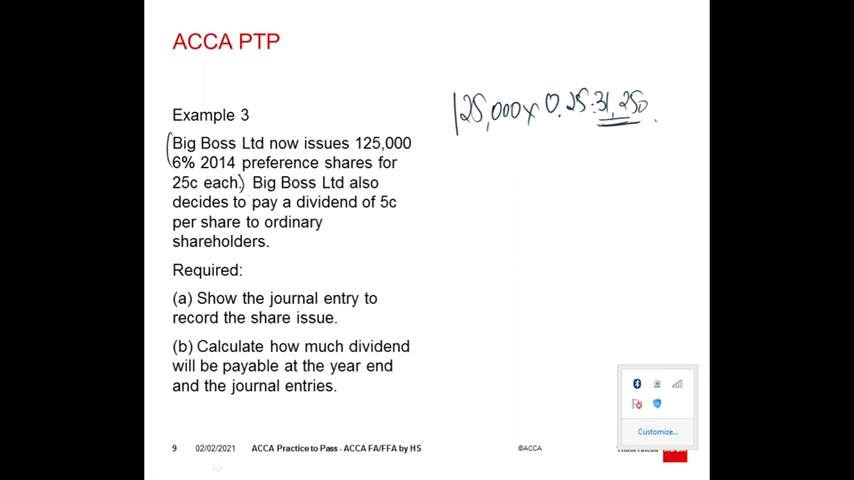 ACCA PTP
125,000 x 0.25 = 31,250.
Example 3
Big Boss Ltd now issues 125,000
6% 2014 preference shares for
25c each. Big Boss Ltd also
decides to pay a dividend of 5c
per share to ordinary
shareholders.
Required:
(a) Show the journal entry to
record the share issue.
(b) Calculate how much dividend
will be payable at the year end
and the journal entries.
Customize...
9 02/02/2021 ACCA Practice to Pass - ACCA FA/FFA by HS ©ACCA